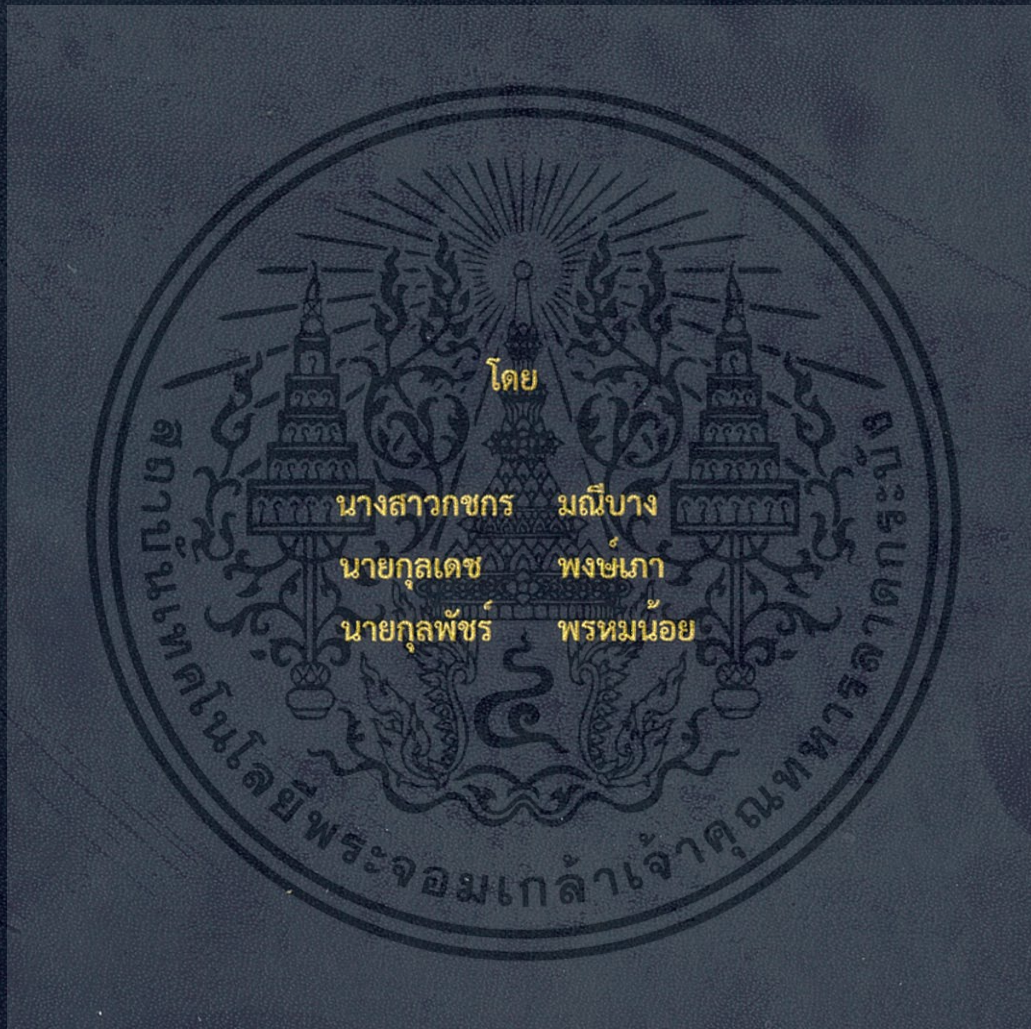 โดย
นางสาวกชกร มณีบาง
นายกุลเดช พงษ์เภา
นายกุลพัชร์ พรหมน้อย
๔
สถาบันเทคโนโลยีพระจอมเกล้าเจ้าคุณทหารลาดกระบัง